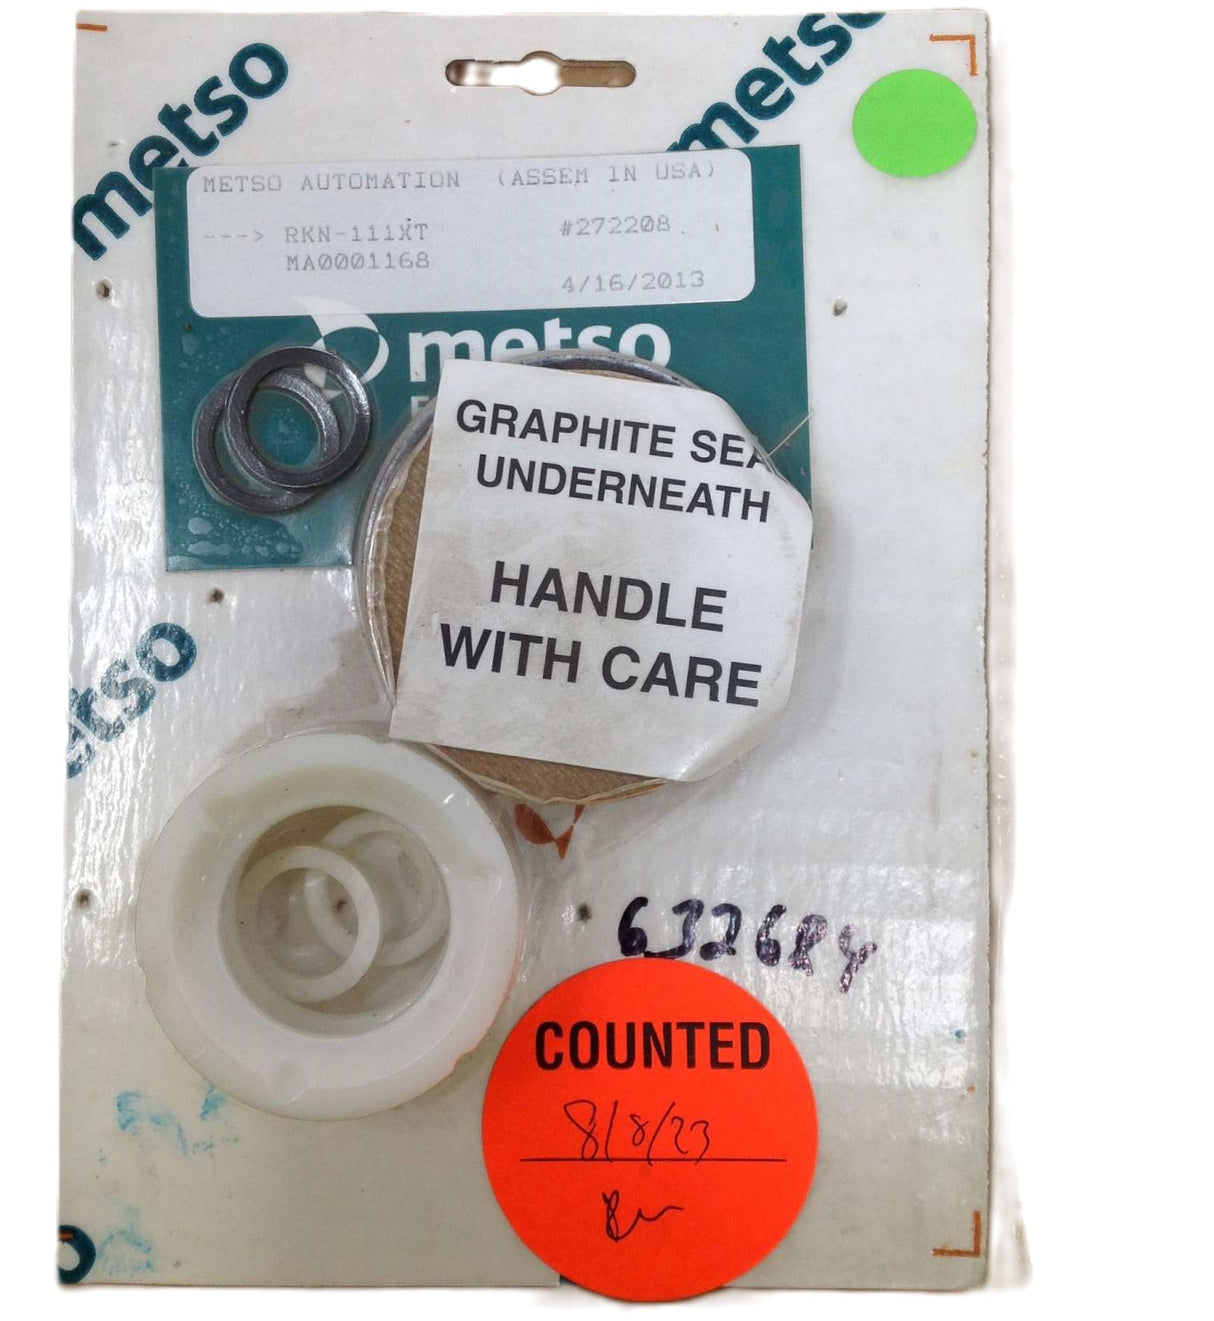 metso
metso
METSO AUTOMATION (ASSEM IN USA)
---> RKN-111XT #272208
MA0001168
4/16/2013
metso
GRAPHITE SEA
UNDERNEATH
HANDLE
WITH CARE
etso
COUNTED
8/8/23